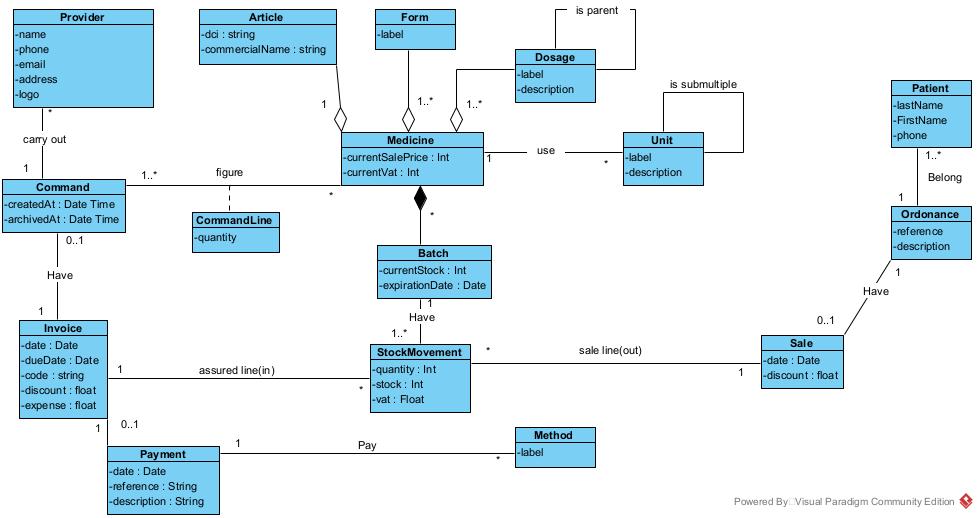 Provider
-name
-phone
-email
-address
-logo
Article
-dci : string
-commercialName : string
Form
-label
is parent
Dosage
-label
-description
is submultiple
Unit
-label
-description
Patient
-lastName
-FirstName
-phone
*
carry out
1
1
1..*
1..*
Medicine
-currentSalePrice : Int
-currentVat : Int
1
use
*
1..*
Belong
1
Command
-createdAt : Date Time
-archivedAt : Date Time
1..*
figure
*
CommandLine
-quantity
*
Ordonance
-reference
-description
0..1
Have
1
Batch
-currentStock : Int
-expirationDate : Date
1
Have
1..*
1
Have
0..1
Invoice
-date : Date
-dueDate : Date
-code : string
-discount : float
-expense : float
1
assured line(in)
*
StockMovement
-quantity : Int
-stock : Int
-vat : Float
*
sale line(out)
1
Sale
-date : Date
-discount : float
1
0..1
Payment
-date : Date
-reference : String
-description : String
1
Pay
*
Method
-label
Powered By Visual Paradigm Community Edition